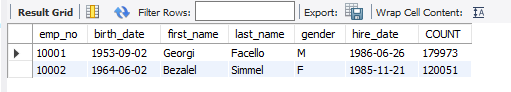 Result Grid Filter Rows: Export: Wrap Cell Content:
emp_no birth_date first_name last_name gender hire_date COUNT
10001 1953-09-02 Georgi Facello M 1986-06-26 179973
10002 1964-06-02 Bezalel Simmel F 1985-11-21 120051